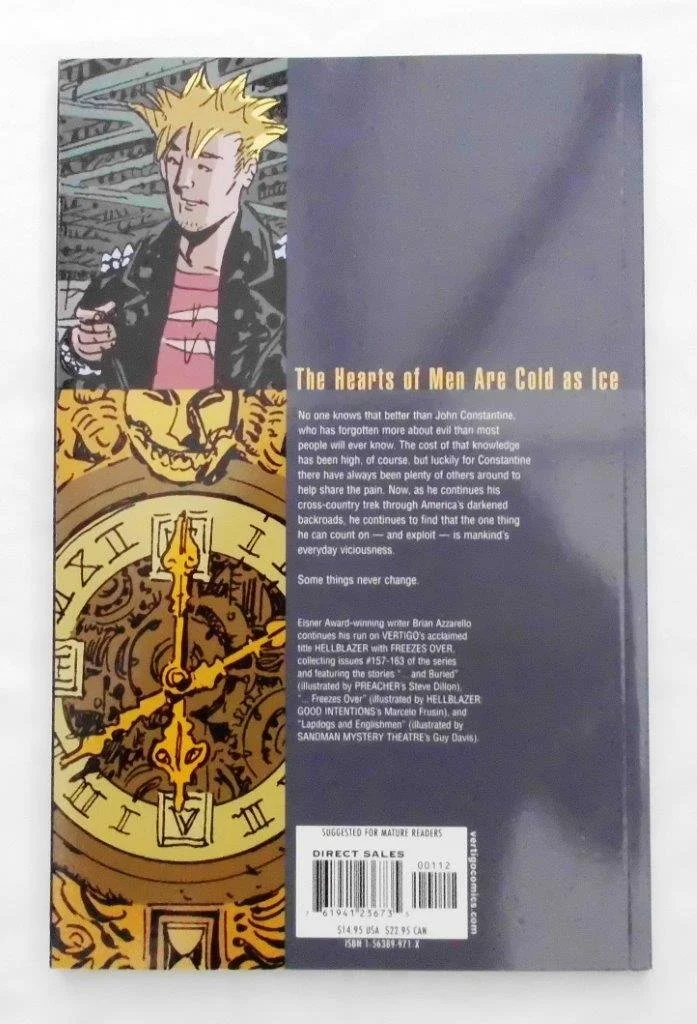 The Hearts of Men Are Cold as Ice
No one knows that better than John Constantine,
who has forgotten more about evil than most
people will ever know. The cost of that knowledge
has been high, of course, but luckily for Constantine
there have always been plenty of others around to
help share the pain. Now, as he continues his
cross-country trek through America's darkened
backroads, he continues to find that the one thing
he can count on — and exploit — is mankind's
everyday viciousness.
Some things never change.
Eisner Award-winning writer Brian Azzarello
continues his run on VERTIGO's acclaimed
title HELLBLAZER with FREEZES OVER,
collecting issues #157-163 of the series
and featuring the stories "... and Buried"
(illustrated by PREACHER's Steve Dillon),
"... Freezes Over" (illustrated by HELLBLAZER:
GOOD INTENTIONS's Marcelo Frusin), and
"Lapdogs and Englishmen" (illustrated by
SANDMAN MYSTERY THEATRE's Guy Davis).
SUGGESTED FOR MATURE READERS
DIRECT SALES
00112
7 61941 23673 5
$14.95 USA $22.95 CAN
ISBN 1-56389-971 X
vertigocomics.com
XII
I
III
V
IIII